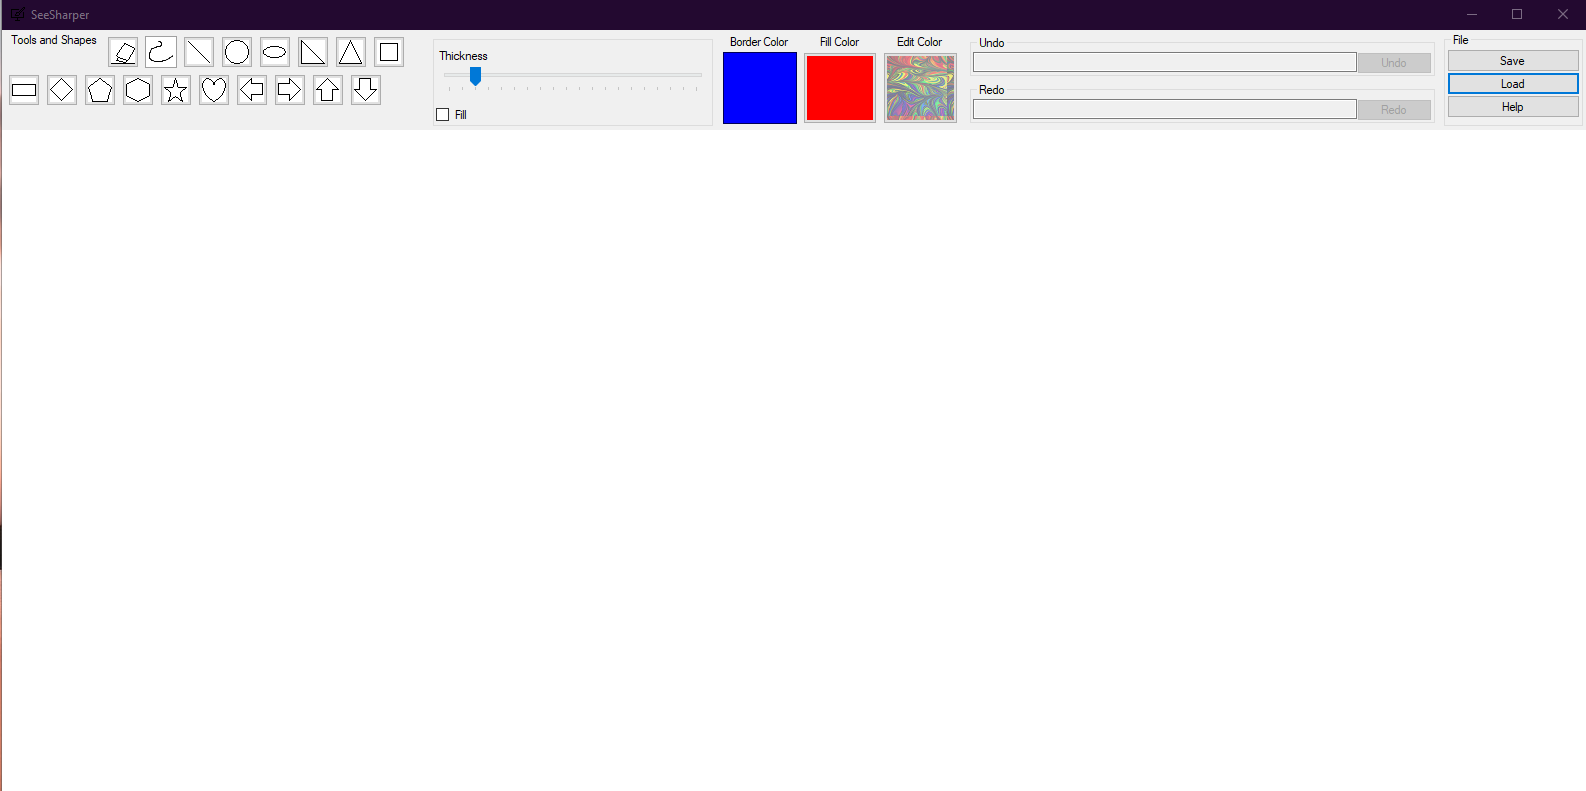 SeeSharper
Tools and Shapes
Thickness
Fill
Border Color
Fill Color
Edit Color
Undo
Undo
Redo
Redo
File
Save
Load
Help